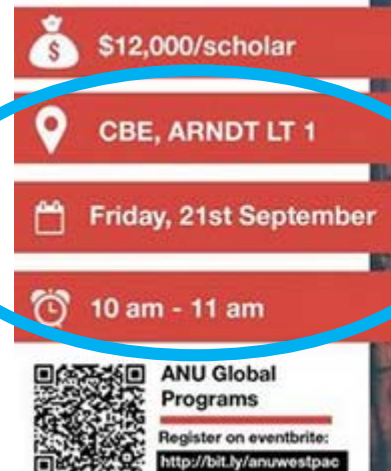 $12,000/scholar
CBE, ARNDT LT 1
Friday, 21st September
10 am - 11 am
ANU Global
Programs
Register on eventbrite:
http://bit.ly/anuwestpac